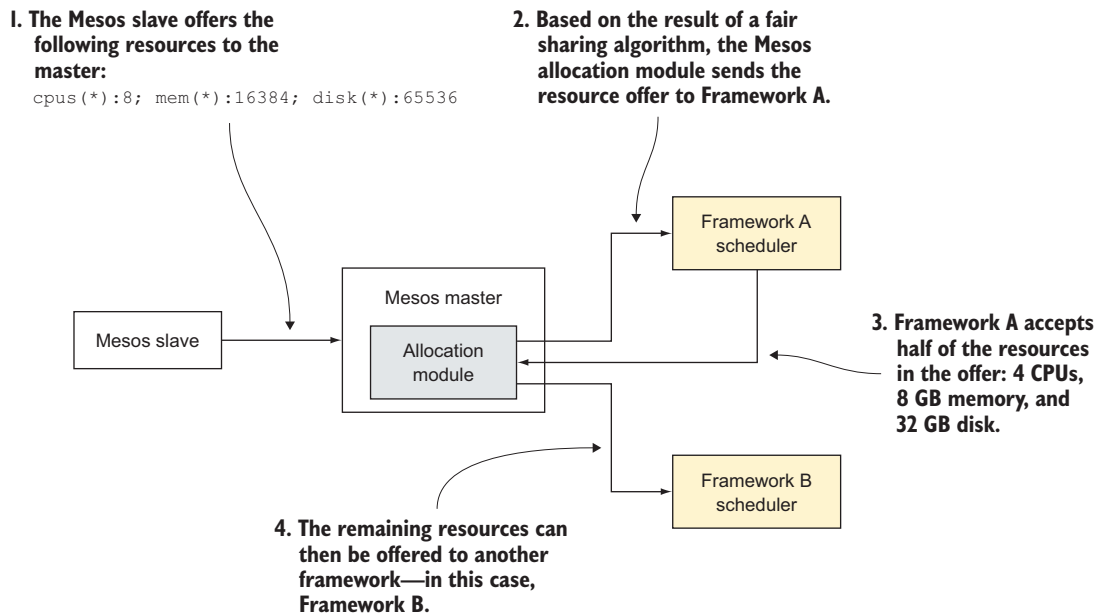 1. The Mesos slave offers the
following resources to the
master:
cpus(*):8; mem(*):16384; disk(*):65536
2. Based on the result of a fair
sharing algorithm, the Mesos
allocation module sends the
resource offer to Framework A.
Framework A
scheduler
Mesos master
Mesos slave
Allocation
module
3. Framework A accepts
half of the resources
in the offer: 4 CPUs,
8 GB memory, and
32 GB disk.
Framework B
scheduler
4. The remaining resources can
then be offered to another
framework—in this case,
Framework B.